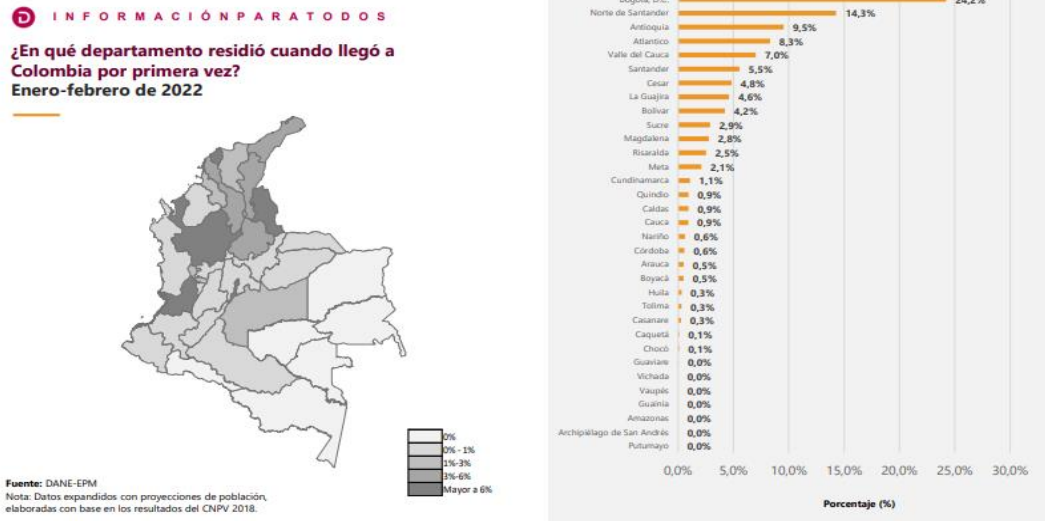 INFORMACIÓNPARATODOS
¿En qué departamento residió cuando llegó a
Colombia por primera vez?
Enero-febrero de 2022
0%
0% - 1%
1%-3%
3%-6%
Mayor a 6%
Fuente: DANE-EPM
Nota: Datos expandidos con proyecciones de población,
elaboradas con base en los resultados del CNPV 2018.
Bogotá, D.C. 24,2%
Norte de Santander 14,3%
Antioquia 9,5%
Atlantico 8,3%
Valle del Cauca 7,0%
Santander 5,5%
Cesar 4,8%
La Guajira 4,6%
Bolívar 4,2%
Sucre 2,9%
Magdalena 2,8%
Risaralda 2,5%
Meta 2,1%
Cundinamarca 1,1%
Quindio 0,9%
Caldas 0,9%
Cauca 0,9%
Nariño 0,6%
Córdoba 0,6%
Arauca 0,5%
Boyacá 0,5%
Huila 0,3%
Tolima 0,3%
Casanare 0,3%
Caquetá 0,1%
Chocó 0,1%
Guaviare 0,0%
Vichada 0,0%
Vaupés 0,0%
Guainía 0,0%
Amazonas 0,0%
Archipiélago de San Andrés 0,0%
Putumayo 0,0%
0,0% 5,0% 10,0% 15,0% 20,0% 25,0% 30,0%
Porcentaje (%)